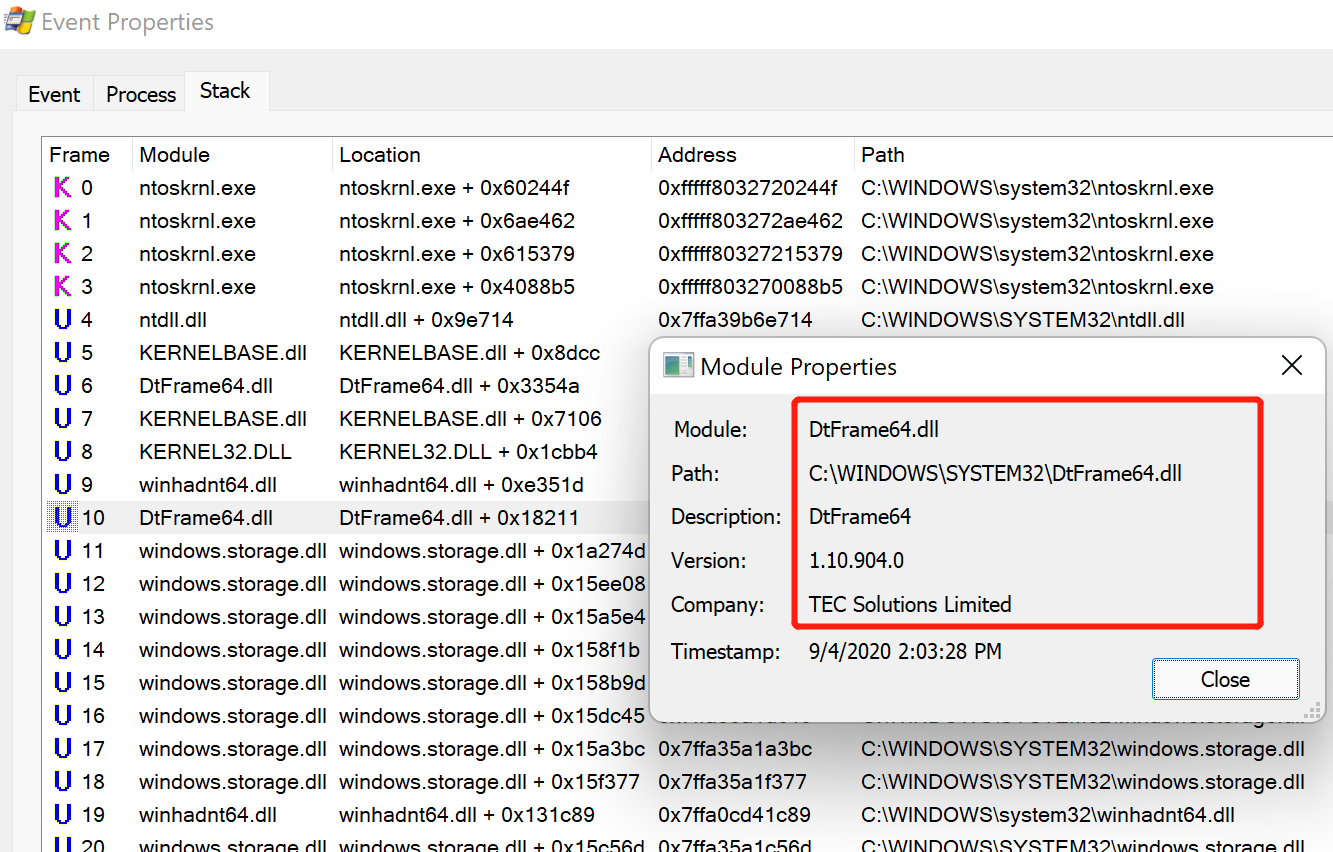 Event Properties
Event Process Stack
Frame Module Location Address Path
K 0 ntoskrnl.exe ntoskrnl.exe + 0x60244f 0xfffff8032720244f C:\WINDOWS\system32\ntoskrnl.exe
K 1 ntoskrnl.exe ntoskrnl.exe + 0x6ae462 0xfffff803272ae462 C:\WINDOWS\system32\ntoskrnl.exe
K 2 ntoskrnl.exe ntoskrnl.exe + 0x615379 0xfffff80327215379 C:\WINDOWS\system32\ntoskrnl.exe
K 3 ntoskrnl.exe ntoskrnl.exe + 0x4088b5 0xfffff803270088b5 C:\WINDOWS\system32\ntoskrnl.exe
U 4 ntdll.dll ntdll.dll + 0x9e714 0x7ffa39b6e714 C:\WINDOWS\SYSTEM32\ntdll.dll
U 5 KERNELBASE.dll KERNELBASE.dll + 0x8dcc
U 6 DtFrame64.dll DtFrame64.dll + 0x3354a
U 7 KERNELBASE.dll KERNELBASE.dll + 0x7106
U 8 KERNEL32.DLL KERNEL32.DLL + 0x1cbb4
U 9 winhadnt64.dll winhadnt64.dll + 0xe351d
U 10 DtFrame64.dll DtFrame64.dll + 0x18211
U 11 windows.storage.dll windows.storage.dll + 0x1a274d
U 12 windows.storage.dll windows.storage.dll + 0x15ee08
U 13 windows.storage.dll windows.storage.dll + 0x15a5e4
U 14 windows.storage.dll windows.storage.dll + 0x158f1b
U 15 windows.storage.dll windows.storage.dll + 0x158b9d
U 16 windows.storage.dll windows.storage.dll + 0x15dc45
U 17 windows.storage.dll windows.storage.dll + 0x15a3bc 0x7ffa35a1a3bc C:\WINDOWS\SYSTEM32\windows.storage.dll
U 18 windows.storage.dll windows.storage.dll + 0x15f377 0x7ffa35a1f377 C:\WINDOWS\SYSTEM32\windows.storage.dll
U 19 winhadnt64.dll winhadnt64.dll + 0x131c89 0x7ffa0cd41c89 C:\WINDOWS\system32\winhadnt64.dll
U 20 windows.storage.dll windows.storage.dll + 0x15c56d 0x7ffa35a1c56d C:\WINDOWS\SYSTEM32\windows.storage.dll
Module Properties
Module: DtFrame64.dll
Path: C:\WINDOWS\SYSTEM32\DtFrame64.dll
Description: DtFrame64
Version: 1.10.904.0
Company: TEC Solutions Limited
Timestamp: 9/4/2020 2:03:28 PM
Close